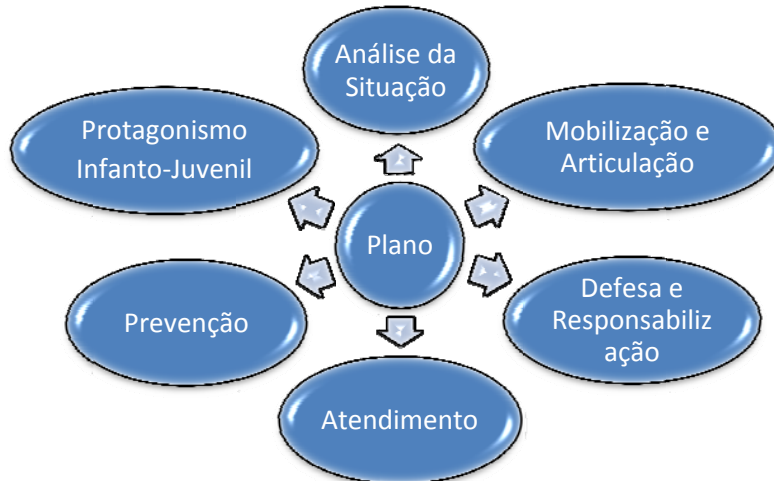 Análise da
Situação
Protagonismo
Infanto-Juvenil
Mobilização e
Articulação
Plano
Prevenção
Defesa e
Responsabiliz
ação
Atendimento